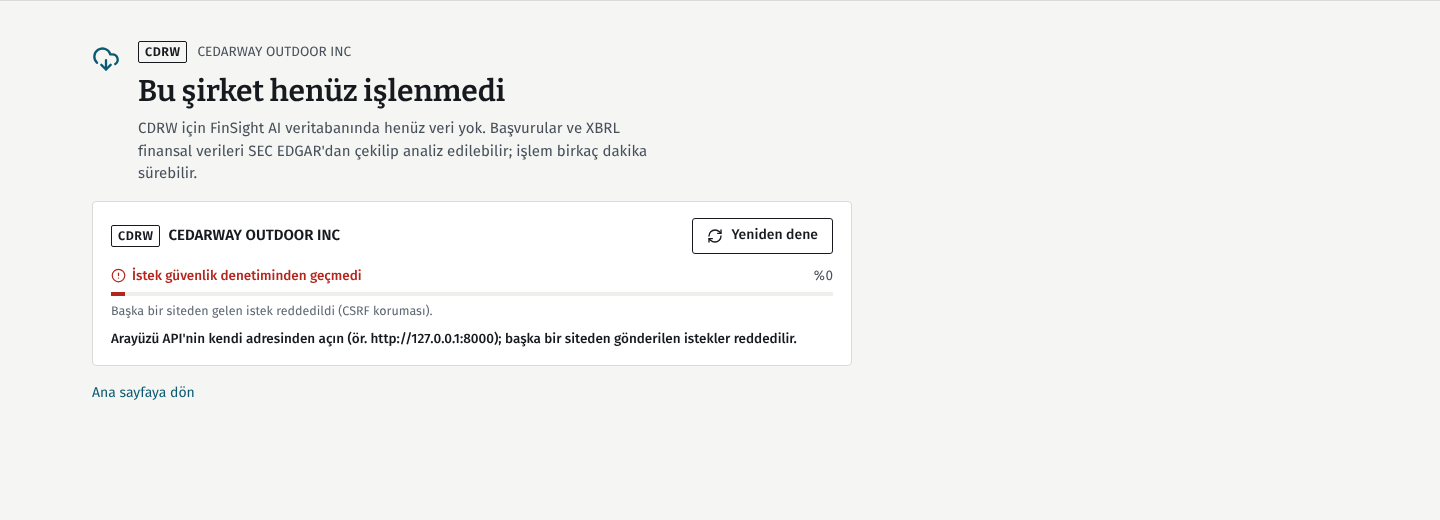 CDRW CEDARWAY OUTDOOR INC
Bu şirket henüz işlenmedi
CDRW için FinSight AI veritabanında henüz veri yok. Başvurular ve XBRL
finansal verileri SEC EDGAR'dan çekilip analiz edilebilir; işlem birkaç dakika
sürebilir.
CDRW CEDARWAY OUTDOOR INC
Yeniden dene
İstek güvenlik denetiminden geçmedi
%0
Başka bir siteden gelen istek reddedildi (CSRF koruması).
Arayüzü API'nin kendi adresinden açın (ör. http://127.0.0.1:8000); başka bir siteden gönderilen istekler reddedilir.
Ana sayfaya dön